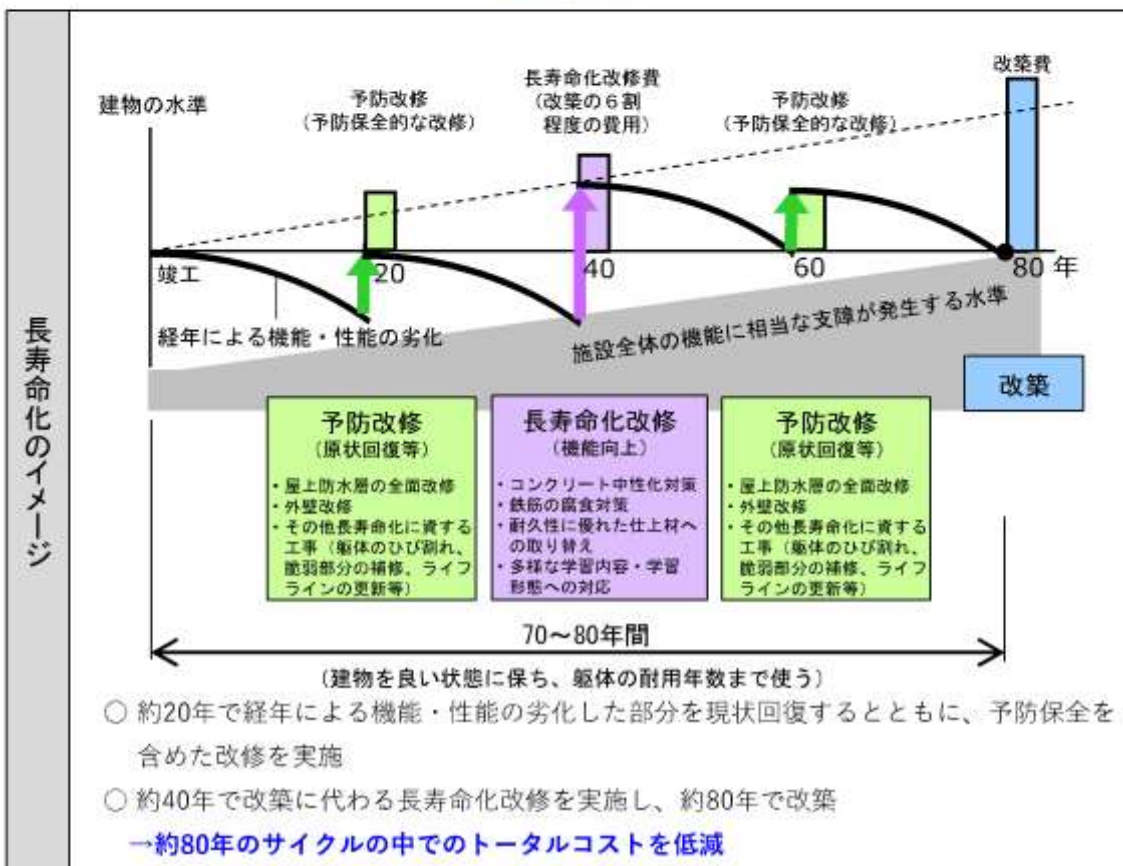 長寿命化のイメージ
建物の水準
予防改修
(予防保全的な改修)
長寿命化改修費
(改築の6割
程度の費用)
予防改修
(予防保全的な改修)
改築費
竣工
20
40
60
80 年
経年による機能・性能の劣化
施設全体の機能に相当な支障が発生する水準
改築
予防改修
(原状回復等)
・屋上防水層の全面改修
・外壁改修
・その他長寿命化に資する
工事(躯体のひび割れ、
脆弱部分の補修、ライフ
ラインの更新等)
長寿命化改修
(機能向上)
・コンクリート中性化対策
・鉄筋の腐食対策
・耐久性に優れた仕上材へ
の取り替え
・多様な学習内容・学習
形態への対応
予防改修
(原状回復等)
・屋上防水層の全面改修
・外壁改修
・その他長寿命化に資する
工事(躯体のひび割れ、
脆弱部分の補修、ライフ
ラインの更新等)
70～80年間
(建物を良い状態に保ち、躯体の耐用年数まで使う)
○ 約20年で経年による機能・性能の劣化した部分を現状回復するとともに、予防保全を
含めた改修を実施
○ 約40年で改築に代わる長寿命化改修を実施し、約80年で改築
→約80年のサイクルの中でのトータルコストを低減